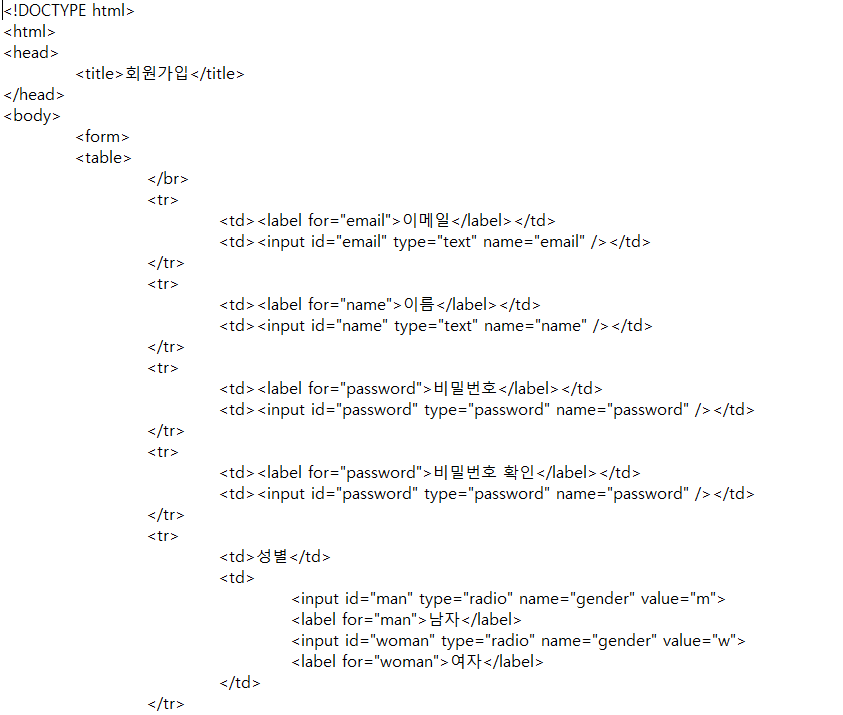 <!DOCTYPE html>
<html>
<head>
<title>회원가입</title>
</head>
<body>
<form>
<table>
</br>
<tr>
<td><label for="email">이메일</label></td>
<td><input id="email" type="text" name="email" /></td>
</tr>
<tr>
<td><label for="name">이름</label></td>
<td><input id="name" type="text" name="name" /></td>
</tr>
<tr>
<td><label for="password">비밀번호</label></td>
<td><input id="password" type="password" name="password" /></td>
</tr>
<tr>
<td><label for="password">비밀번호 확인</label></td>
<td><input id="password" type="password" name="password" /></td>
</tr>
<tr>
<td>성별</td>
<td>
<input id="man" type="radio" name="gender" value="m">
<label for="man">남자</label>
<input id="woman" type="radio" name="gender" value="w">
<label for="woman">여자</label>
</td>
</tr>